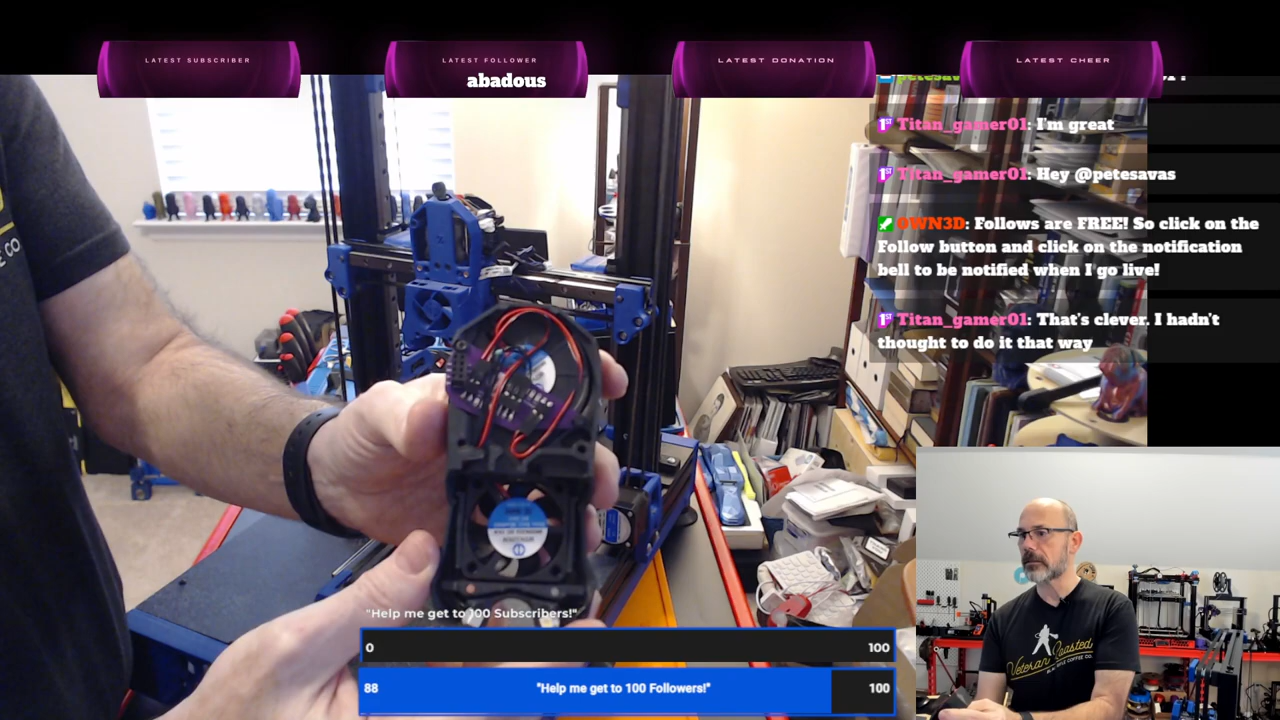 LATEST SUBSCRIBER
LATEST FOLLOWER
abadous
LATEST DONATION
LATEST CHEER
Titan_gamer01: I'm great
Titan_gamer01: Hey @petesavas
OWN3D: Follows are FREE! So click on the
Follow button and click on the notification
bell to be notified when I go live!
Titan_gamer01: That's clever. I hadn't
thought to do it that way
"Help me get to 100 Subscribers!"
0 100
88 "Help me get to 100 Followers!" 100
Veteran Roasted